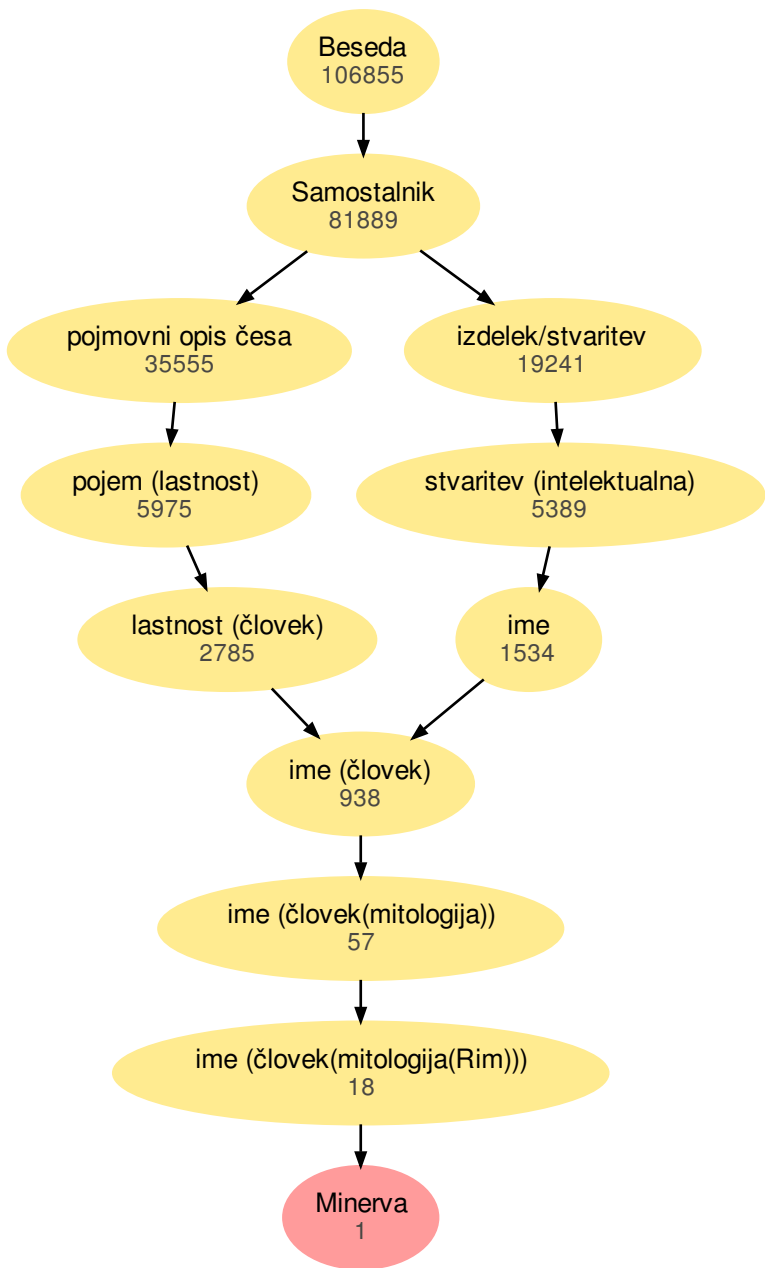 Beseda
106855
Samostalnik
81889
pojmovni opis česa
35555
izdelek/stvaritev
19241
pojem (lastnost)
5975
stvaritev (intelektualna)
5389
lastnost (človek)
2785
ime
1534
ime (človek)
938
ime (človek(mitologija))
57
ime (človek(mitologija(Rim)))
18
Minerva
1